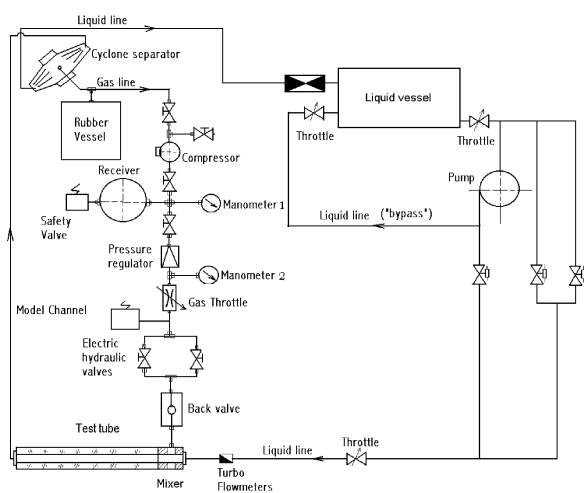 Liquid line
Cyclone separator
Gas line
Rubber
Vessel
Liquid vessel
Throttle
Throttle
Compressor
Pump
Receiver
Manometer 1
Safety
Valve
Liquid line ("bypass")
Pressure
regulator
Manometer 2
Gas Throttle
Model Channel
Electric
hydraulic
valves
Back valve
Test tube
Throttle
Liquid line
Mixer
Turbo
Flowmeters